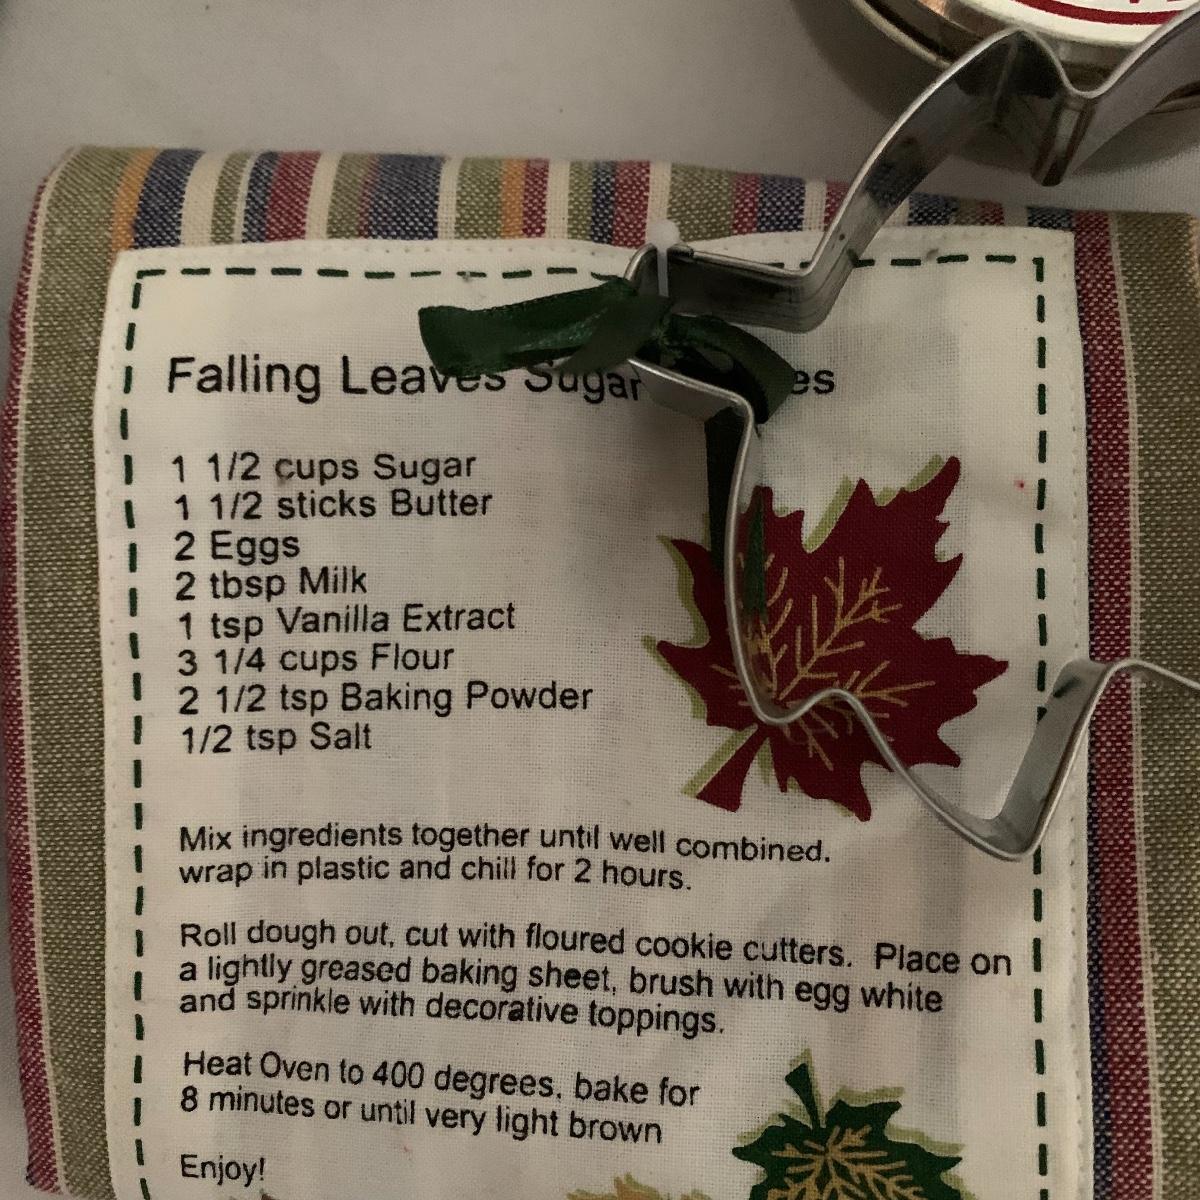 Falling Leaves Sugar es
1 1/2 cups Sugar
1 1/2 sticks Butter
2 Eggs
2 tbsp Milk
1 tsp Vanilla Extract
3 1/4 cups Flour
2 1/2 tsp Baking Powder
1/2 tsp Salt
Mix ingredients together until well combined.
wrap in plastic and chill for 2 hours.
Roll dough out, cut with floured cookie cutters. Place on
a lightly greased baking sheet, brush with egg white
and sprinkle with decorative toppings.
Heat Oven to 400 degrees, bake for
8 minutes or until very light brown
Enjoy!